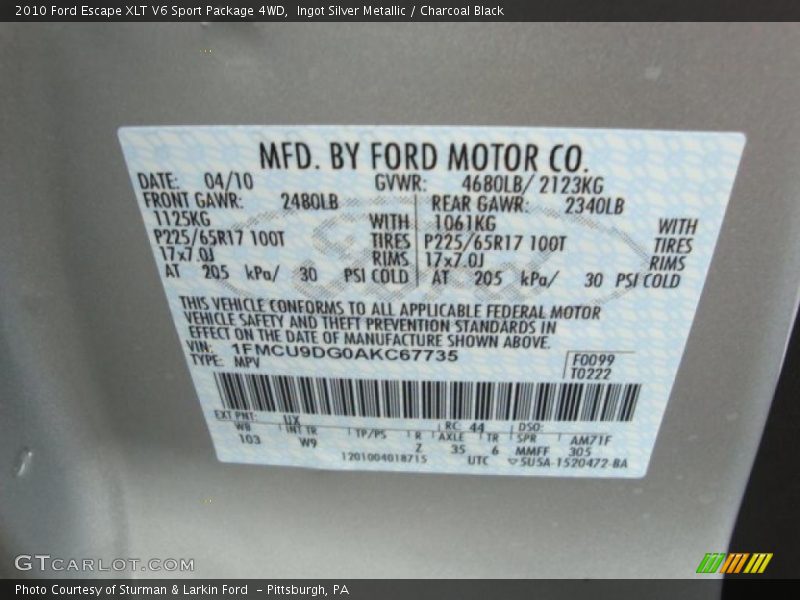 2010 Ford Escape XLT V6 Sport Package 4WD, Ingot Silver Metallic / Charcoal Black
MFD. BY FORD MOTOR CO.
DATE: 04/10 GVWR: 4680LB/ 2123KG
FRONT GAWR: 2480LB REAR GAWR: 2340LB
1125KG WITH 1061KG WITH
P225/65R17 100T TIRES P225/65R17 100T TIRES
17x7.0J RIMS 17x7.0J RIMS
AT 205 kPa/ 30 PSI COLD AT 205 kPa/ 30 PSI COLD
THIS VEHICLE CONFORMS TO ALL APPLICABLE FEDERAL MOTOR
VEHICLE SAFETY AND THEFT PREVENTION STANDARDS IN
EFFECT ON THE DATE OF MANUFACTURE SHOWN ABOVE.
VIN: 1FMCU9DG0AKC67735 F0099
TYPE: MPV T0222
EXT PNT: UX RC: 44 DSO:
WB INT TR TP/PS R AXLE TR SPR AM71F
103 W9 Z 35 6 MMFF 305
1201004018715 UTC ▽5U5A-1520472-BA
GTCARLOT.COM
Photo Courtesy of Sturman & Larkin Ford - Pittsburgh, PA